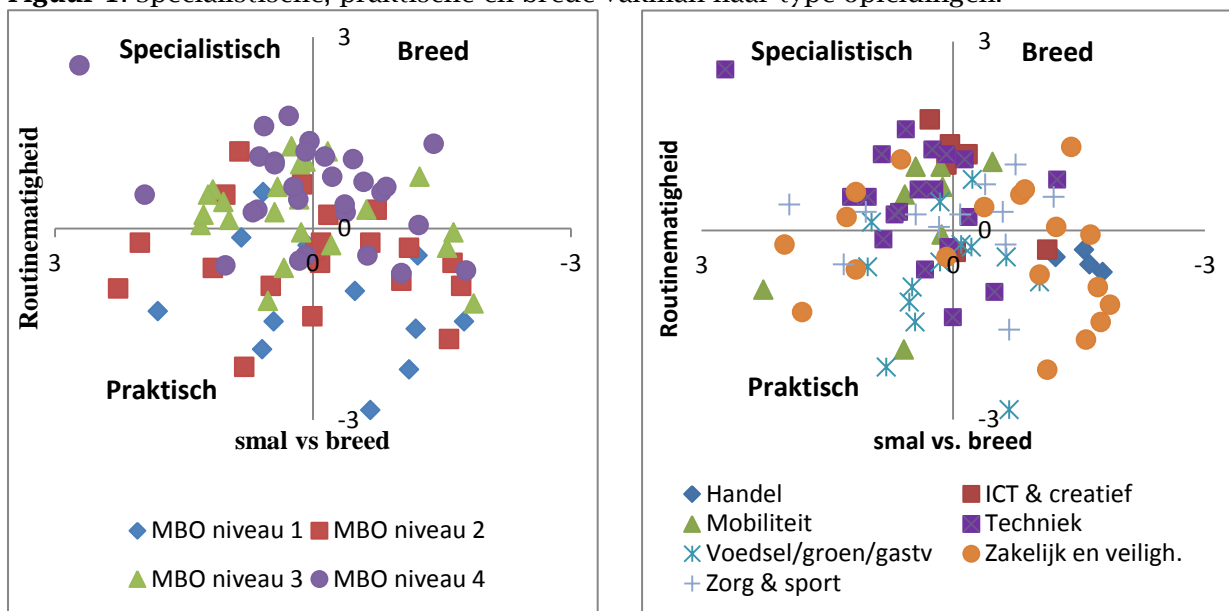 Figuur 1: Specialistische, praktische en brede vakman naar type opleidingen.
Specialistisch
Breed
3
Routinematigheid
0
3
0
-3
Praktisch
-3
smal vs breed
MBO niveau 1
MBO niveau 2
MBO niveau 3
MBO niveau 4
Specialistisch
Breed
3
Routinematigheid
0
3
0
-3
Praktisch
-3
smal vs. breed
Handel
ICT & creatief
Mobiliteit
Techniek
Voedsel/groen/gastv
Zakelijk en veiligh.
Zorg & sport